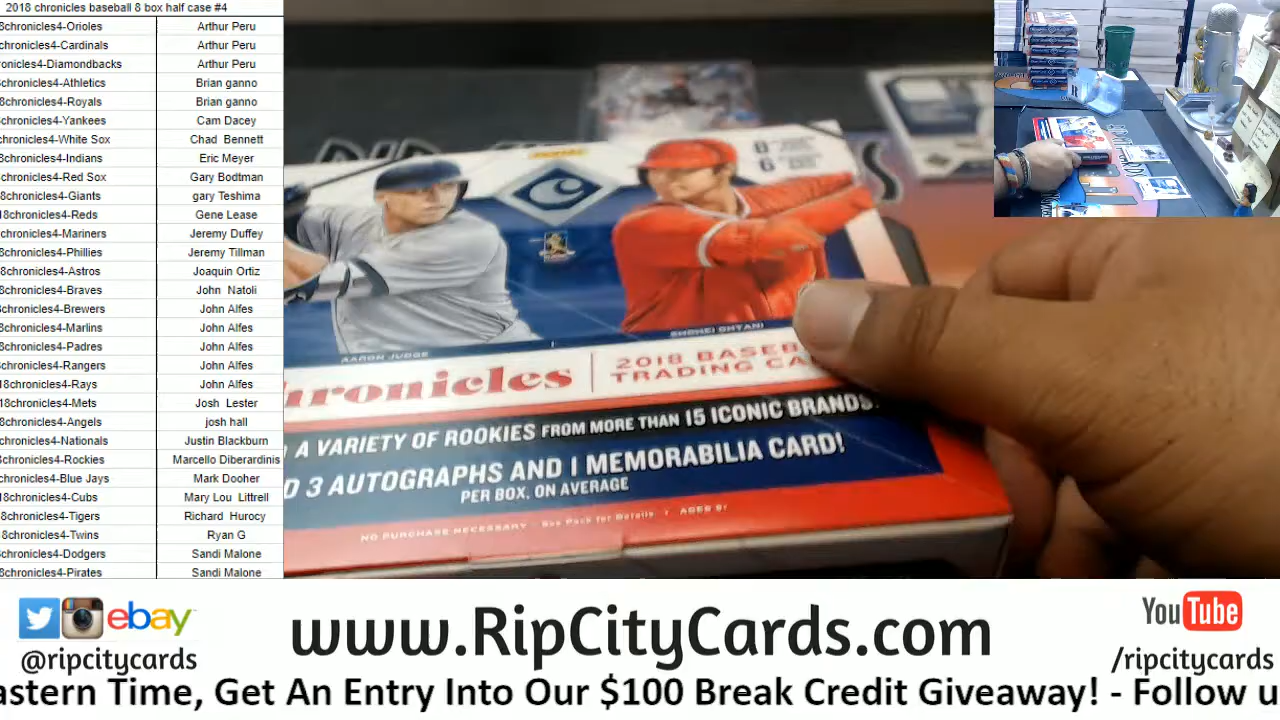 2018 chronicles baseball 8 box half case #4
8chronicles4-Orioles Arthur Peru
chronicles4-Cardinals Arthur Peru
ronicles4-Diamondbacks Arthur Peru
chronicles4-Athletics Brian ganno
8chronicles4-Royals Brian ganno
chronicles4-Yankees Cam Dacey
chronicles4-White Sox Chad Bennett
8chronicles4-Indians Eric Meyer
chronicles4-Red Sox Gary Bodtman
8chronicles4-Giants gary Teshima
18chronicles4-Reds Gene Lease
chronicles4-Mariners Jeremy Duffey
chronicles4-Phillies Jeremy Tillman
8chronicles4-Astros Joaquin Ortiz
8chronicles4-Braves John Natoli
8chronicles4-Brewers John Alfes
8chronicles4-Marlins John Alfes
8chronicles4-Padres John Alfes
8chronicles4-Rangers John Alfes
18chronicles4-Rays John Alfes
18chronicles4-Mets Josh Lester
8chronicles4-Angels josh hall
chronicles4-Nationals Justin Blackburn
8chronicles4-Rockies Marcello Diberardinis
chronicles4-Blue Jays Mark Dooher
18chronicles4-Cubs Mary Lou Littrell
8chronicles4-Tigers Richard Hurocy
8chronicles4-Twins Ryan G
chronicles4-Dodgers Sandi Malone
8chronicles4-Pirates Sandi Malone
AARON JUDGE
SHOHEI OHTANI
hronicles
2018 BASEB
TRADING CA
A VARIETY OF ROOKIES FROM MORE THAN 15 ICONIC BRANDS
D 3 AUTOGRAPHS AND 1 MEMORABILIA CARD!
PER BOX, ON AVERAGE
NO PURCHASE NECESSARY - See Pack for Details
ebay
@ripcitycards
www.RipCityCards.com
YouTube
/ripcitycards
astern Time, Get An Entry Into Our $100 Break Credit Giveaway! - Follow u